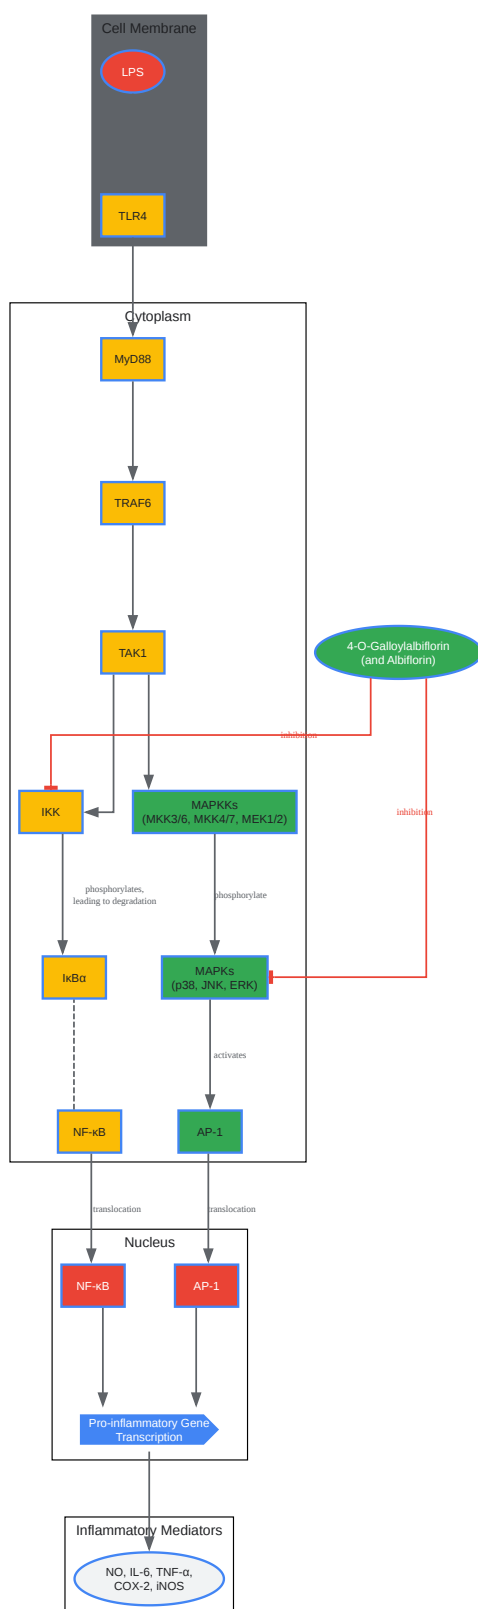 Cell Membrane
LPS
TLR4
Cytoplasm
MyD88
TRAF6
TAK1
4-O-Galloylalbiflorin
(and Albiflorin)
inhibition
IKK
MAPKKs
(MKK3/6, MKK4/7, MEK1/2)
inhibition
phosphorylates,
leading to degradation
phosphorylate
IκBα
MAPKs
(p38, JNK, ERK)
activates
NF-κB
AP-1
translocation
translocation
Nucleus
NF-κB
AP-1
Pro-inflammatory Gene
Transcription
Inflammatory Mediators
NO, IL-6, TNF-α,
COX-2, iNOS